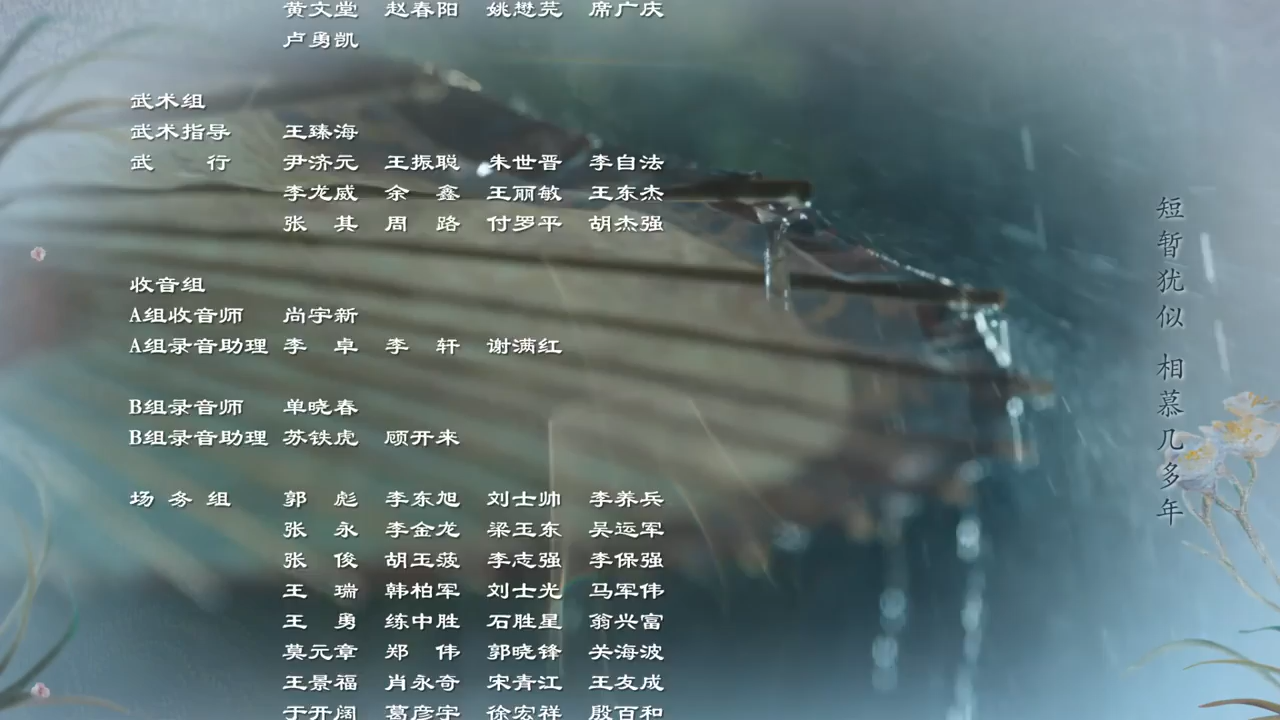 黄文堂 赵春阳 姚懋芫 席广庆
卢勇凯
武术组
武术指导 王臻海
武 行 尹济元 王振聪 朱世晋 李自法
李龙威 余 鑫 王丽敏 王东杰
张 其 周 路 付罗平 胡杰强
收音组
A组收音师 尚宇新
A组录音助理 李 卓 李 轩 谢满红
B组录音师 单晓春
B组录音助理 苏铁虎 顾开来
场 务 组 郭 彪 李东旭 刘士帅 李养兵
张 永 李金龙 梁玉东 吴运军
张 俊 胡玉菠 李志强 李保强
王 瑞 韩柏军 刘士光 马军伟
王 勇 练中胜 石胜星 翁兴富
莫元章 郑 伟 郭晓锋 关海波
王景福 肖永奇 宋青江 王友成
于开阔 葛彦宇 徐宏祥 殷百和
短暂犹似 相慕几多年